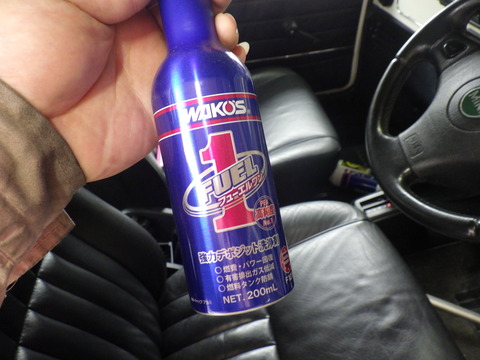 WAKO'S
1
FUEL
フューエルワン
強力デポジット洗浄剤
○燃費・パワー回復
○有害排出ガス低減
○燃料タンク防錆
NET. 200mL